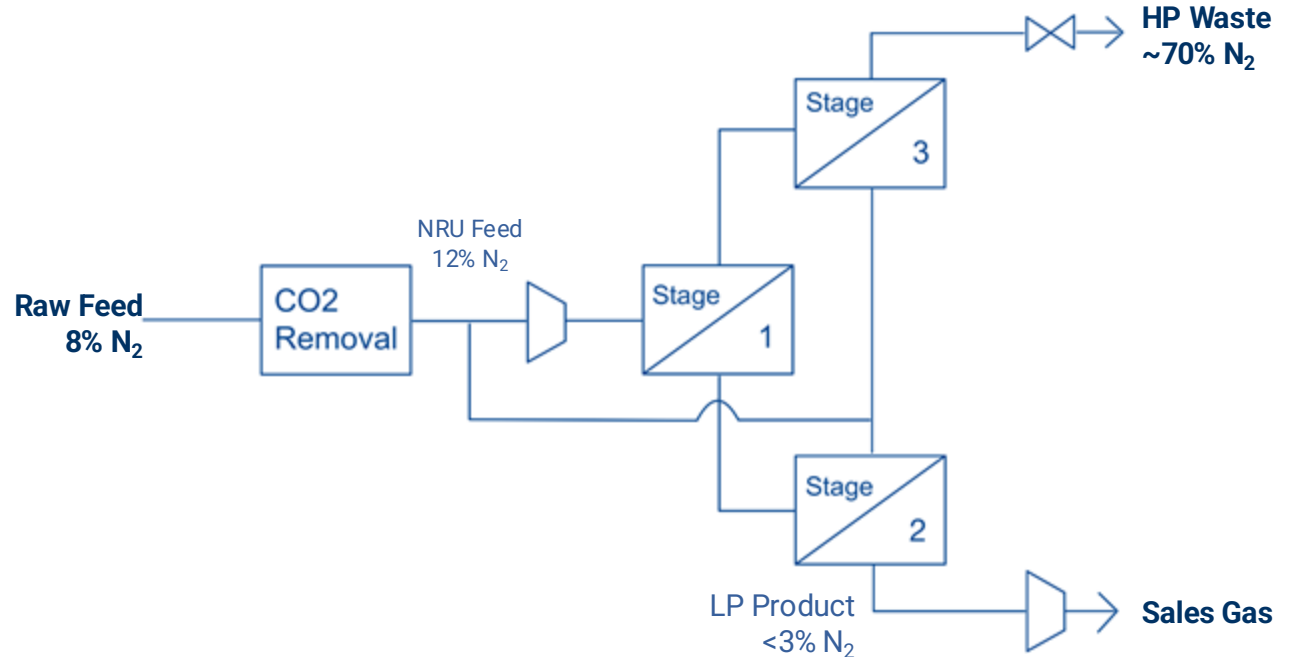 HP Waste
~70% N₂
Stage
3
NRU Feed
12% N₂
Raw Feed
8% N₂
CO2
Removal
Stage
1
Stage
2
LP Product
<3% N₂
Sales Gas